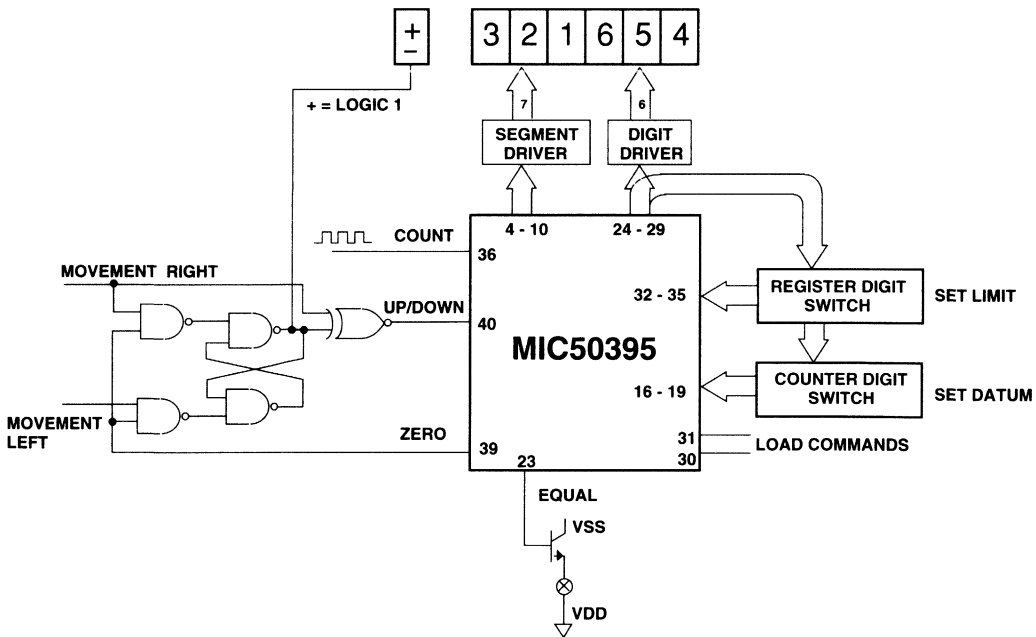 +
−
3 2 1 6 5 4
+ = LOGIC 1
7
6
SEGMENT
DRIVER
DIGIT
DRIVER
4 - 10
24 - 29
COUNT
36
MOVEMENT RIGHT
32 - 35
REGISTER DIGIT
SWITCH
SET LIMIT
UP/DOWN
40
MIC50395
16 - 19
COUNTER DIGIT
SWITCH
SET DATUM
MOVEMENT
LEFT
ZERO
39
31
30
LOAD COMMANDS
23
EQUAL
VSS
VDD